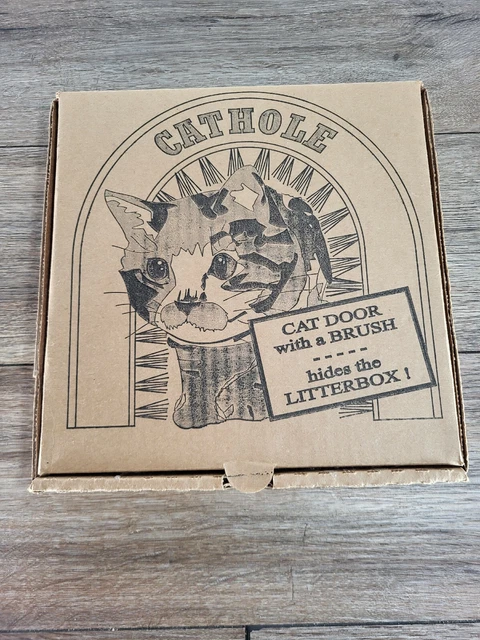 CATHOLE
CAT DOOR
with a BRUSH
- - - - -
hides the
LITTERBOX !